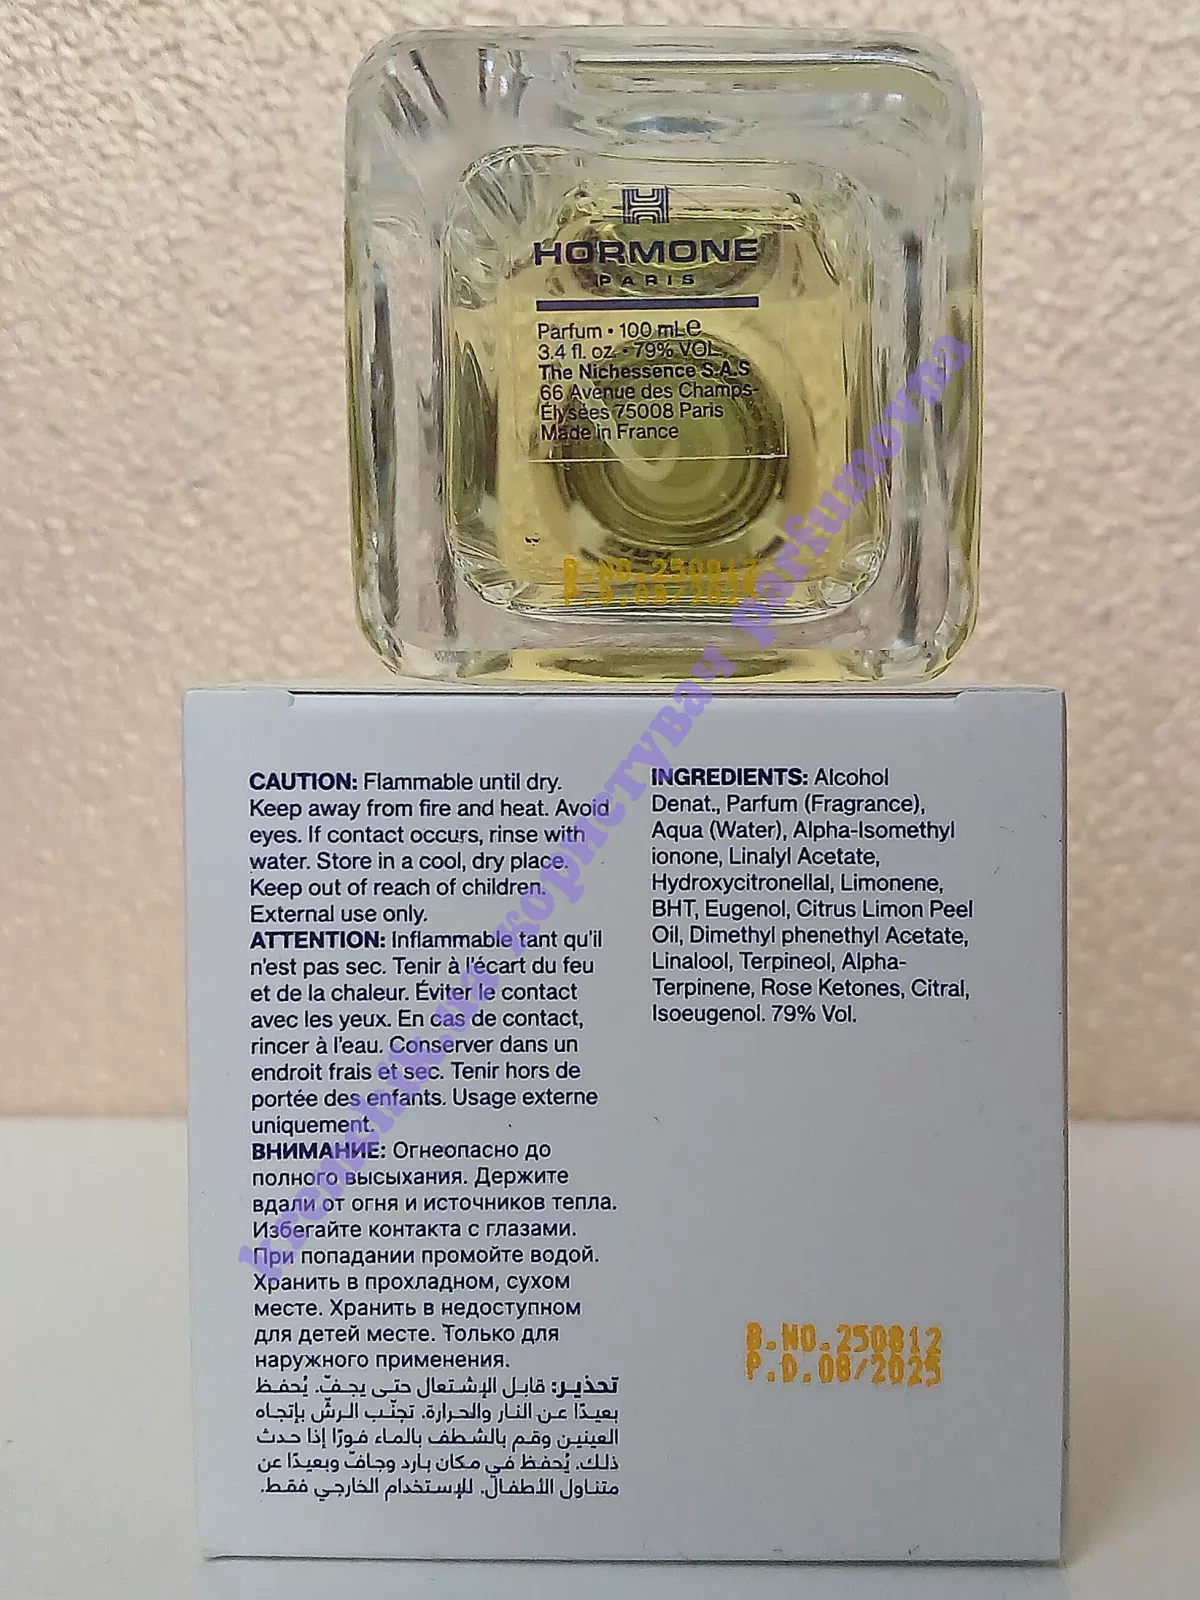 HORMONE
PARIS
Parfum • 100 mL e
3.4 fl. oz. • 79% VOL.
The Nichessence S.A.S
66 Avenue des Champs-
Élysées 75008 Paris
Made in France
B.NO.250812
P.D.08/2025
CAUTION: Flammable until dry.
Keep away from fire and heat. Avoid
eyes. If contact occurs, rinse with
water. Store in a cool, dry place.
Keep out of reach of children.
External use only.
ATTENTION: Inflammable tant qu'il
n'est pas sec. Tenir à l'écart du feu
et de la chaleur. Éviter le contact
avec les yeux. En cas de contact,
rincer à l'eau. Conserver dans un
endroit frais et sec. Tenir hors de
portée des enfants. Usage externe
uniquement.
ВНИМАНИЕ: Огнеопасно до
полного высыхания. Держите
вдали от огня и источников тепла.
Избегайте контакта с глазами.
При попадании промойте водой.
Хранить в прохладном, сухом
месте. Хранить в недоступном
для детей месте. Только для
наружного применения.
تحذير: قابل الإشتعال حتى يجفّ. يُحفظ
بعيدًا عن النار والحرارة. تجنّب الرشّ بإتجاه
العينين وقم بالشطف بالماء فورًا إذا حدث
ذلك. يُحفظ في مكان بارد وجافّ وبعيدًا عن
متناول الأطفال. للإستخدام الخارجي فقط.
INGREDIENTS: Alcohol
Denat., Parfum (Fragrance),
Aqua (Water), Alpha-Isomethyl
ionone, Linalyl Acetate,
Hydroxycitronellal, Limonene,
BHT, Eugenol, Citrus Limon Peel
Oil, Dimethyl phenethyl Acetate,
Linalool, Terpineol, Alpha-
Terpinene, Rose Ketones, Citral,
Isoeugenol. 79% Vol.
B.NO.250812
P.D.08/2025
kremchik.ua користувач parfumovna